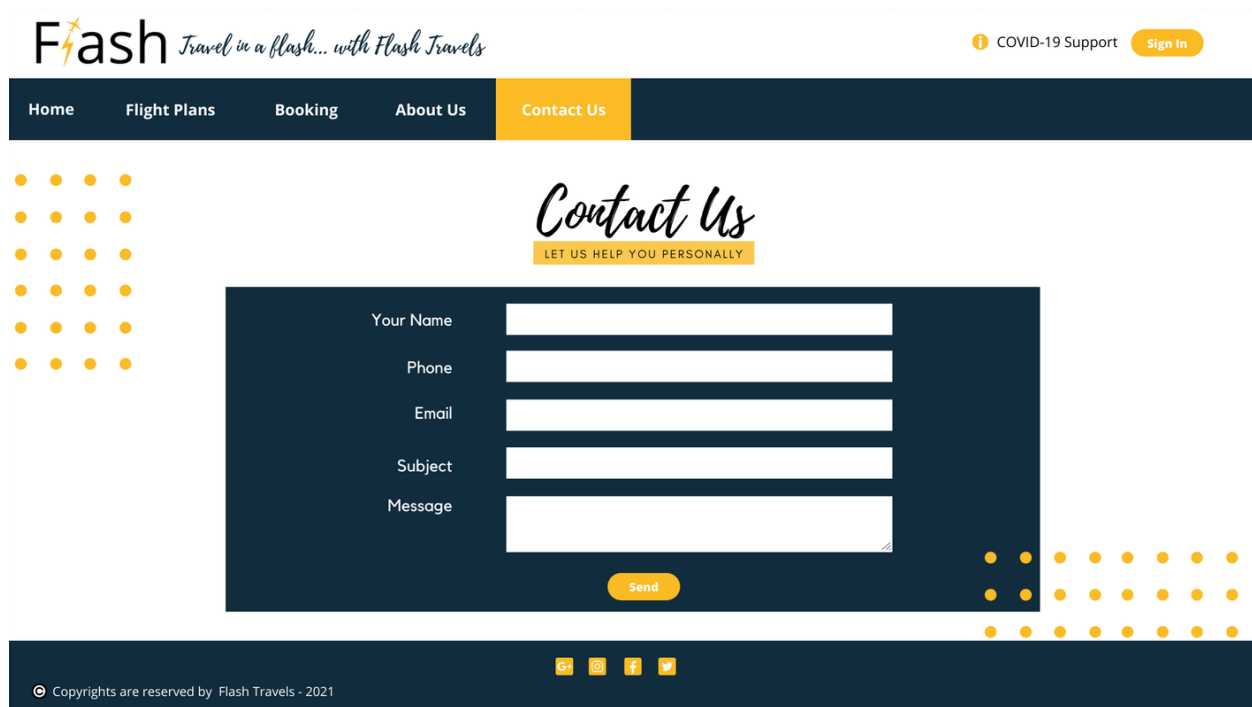 Flash Travel in a flash... with Flash Travels
COVID-19 Support Sign In
Home Flight Plans Booking About Us Contact Us
Contact Us
LET US HELP YOU PERSONALLY
Your Name
Phone
Email
Subject
Message
Send
G+
© Copyrights are reserved by Flash Travels - 2021